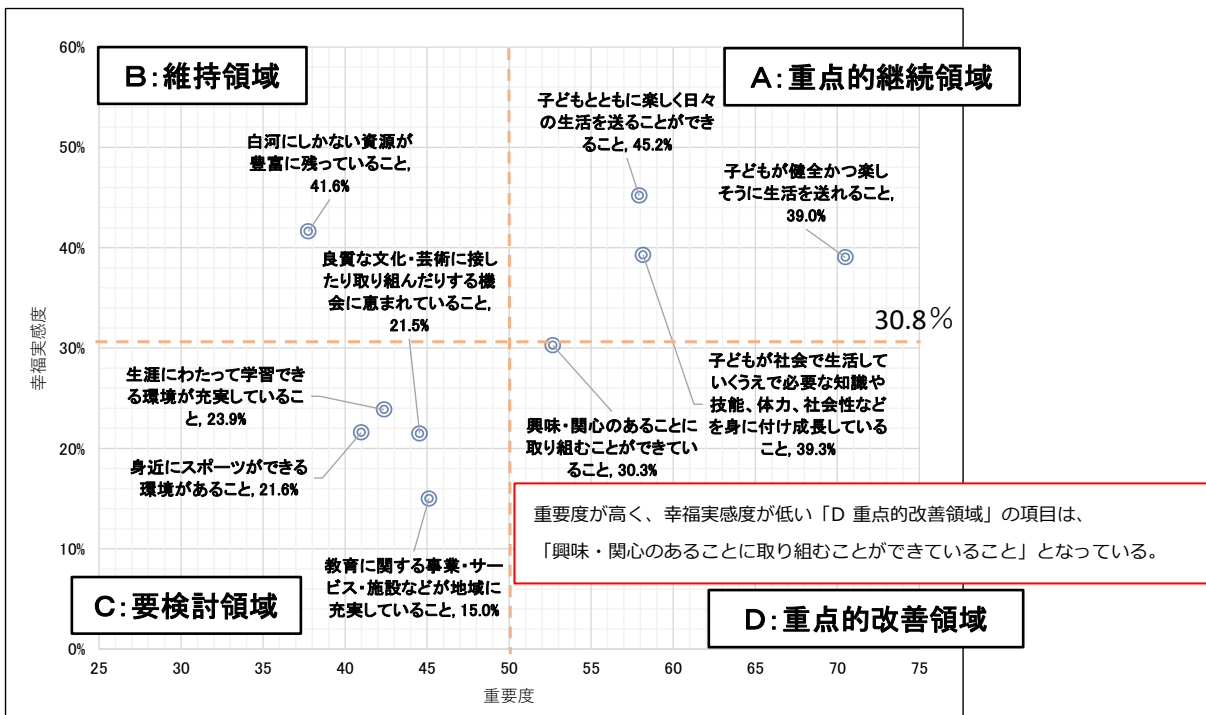 B：維持領域
A：重点的継続領域
子どもとともに楽しく日々
の生活を送ることができ
ること, 45.2%
白河にしかない資源が
豊富に残っていること,
41.6%
子どもが健全かつ楽し
そうに生活を送れること,
39.0%
良質な文化・芸術に接し
たり取り組んだりする機
会に恵まれていること,
21.5%
30.8%
生涯にわたって学習でき
る環境が充実しているこ
と, 23.9%
子どもが社会で生活して
いくうえで必要な知識や
技能、体力、社会性など
を身に付け成長している
こと, 39.3%
興味・関心のあることに
取り組むことができてい
ること, 30.3%
身近にスポーツができる
環境があること, 21.6%
重要度が高く、幸福実感度が低い「D 重点的改善領域」の項目は、
「興味・関心のあることに取り組むことができていること」となっている。
教育に関する事業・サー
ビス・施設などが地域に
充実していること, 15.0%
C：要検討領域
D：重点的改善領域
幸福実感度
60%
50%
40%
30%
20%
10%
0%
25 30 35 40 45 50 55 60 65 70 75
重要度